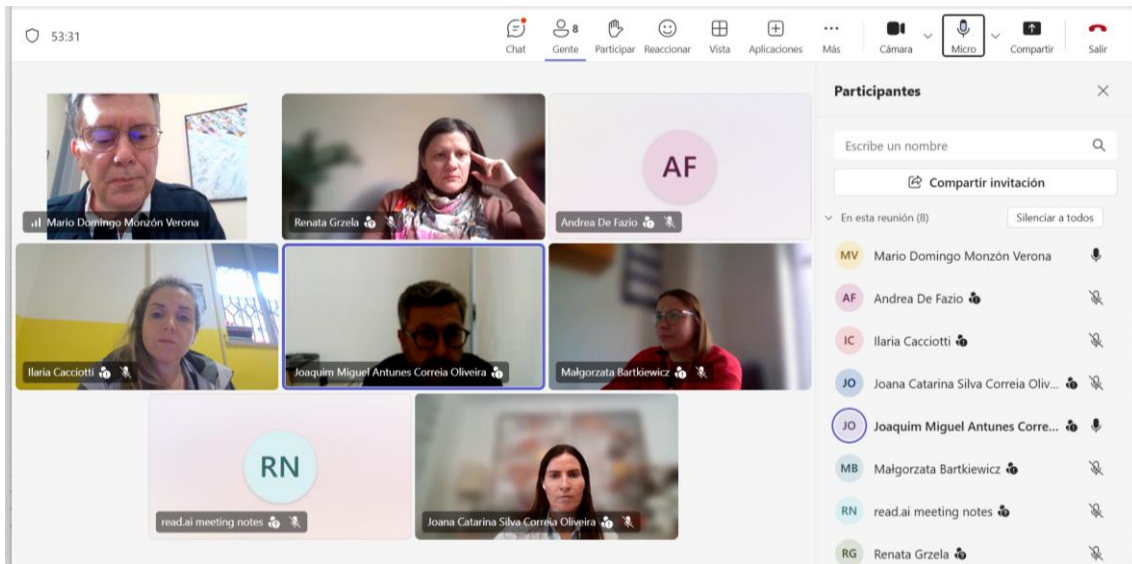 53:31
Chat
8
Gente
Participar
Reaccionar
Vista
Aplicaciones
Más
Cámara
Micro
Compartir
Salir
Mario Domingo Monzón Verona
Renata Grzela
AF
Andrea De Fazio
Ilaria Cacciotti
Joaquim Miguel Antunes Correia Oliveira
Małgorzata Bartkiewicz
RN
read.ai meeting notes
Joana Catarina Silva Correia Oliveira
Participantes
Escribe un nombre
Compartir invitación
En esta reunión (8)
Silenciar a todos
MV Mario Domingo Monzón Verona
AF Andrea De Fazio
IC Ilaria Cacciotti
JO Joana Catarina Silva Correia Oliv...
JO Joaquim Miguel Antunes Corre...
MB Małgorzata Bartkiewicz
RN read.ai meeting notes
RG Renata Grzela